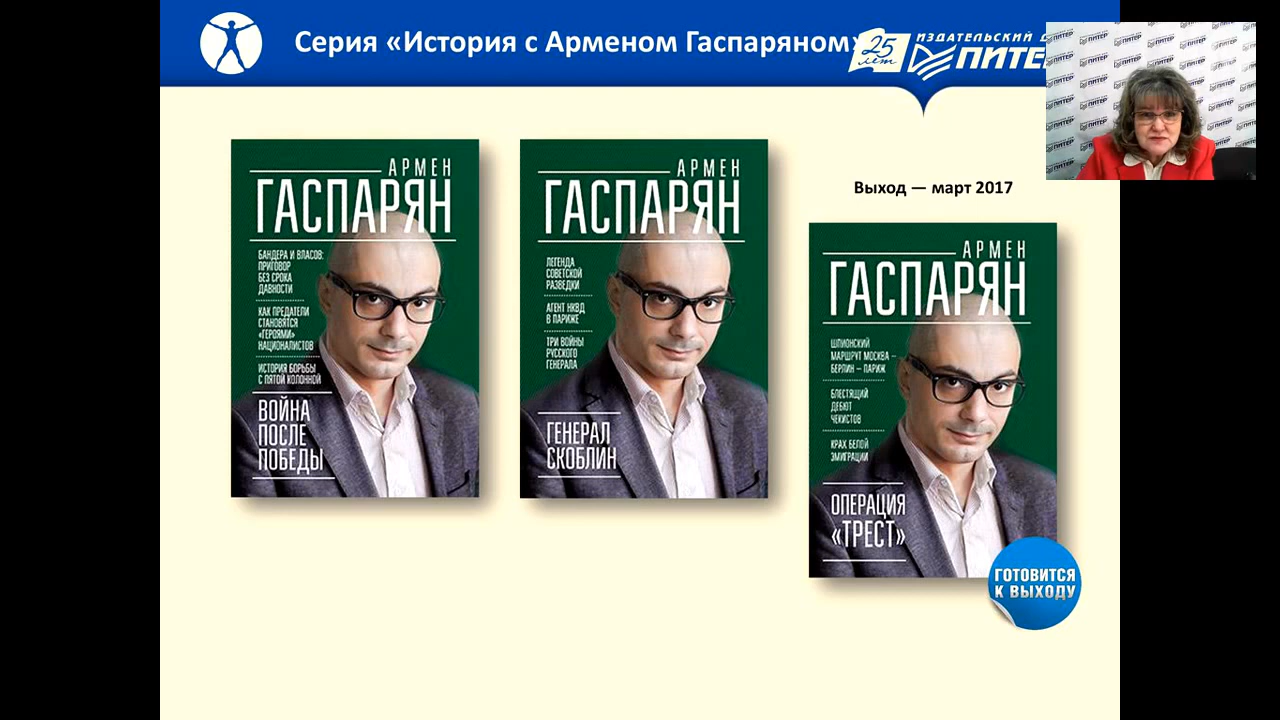 Серия «История с Арменом Гаспаряном»
25 лет
ИЗДАТЕЛЬСКИЙ
ПИТЕ
АРМЕН
ГАСПАРЯН
БАНДЕРА И ВЛАСОВ:
ПРИГОВОР
БЕЗ СРОКА
ДАВНОСТИ
КАК ПРЕДАТЕЛИ
СТАНОВЯТСЯ
«ГЕРОЯМИ»
НАЦИОНАЛИСТОВ
ИСТОРИЯ БОРЬБЫ
С ПЯТОЙ КОЛОННОЙ
ВОЙНА
ПОСЛЕ
ПОБЕДЫ
АРМЕН
ГАСПАРЯН
ЛЕГЕНДА
СОВЕТСКОЙ
РАЗВЕДКИ
АГЕНТ НКВД
В ПАРИЖЕ
ТРИ ВОЙНЫ
РУССКОГО
ГЕНЕРАЛА
ГЕНЕРАЛ
СКОБЛИН
Выход — март 2017
АРМЕН
ГАСПАРЯН
ШПИОНСКИЙ
МАРШРУТ МОСКВА –
БЕРЛИН – ПАРИЖ
БЛЕСТЯЩИЙ
ДЕБЮТ
ЧЕКИСТОВ
КРАХ БЕЛОЙ
ЭМИГРАЦИИ
ОПЕРАЦИЯ
«ТРЕСТ»
ГОТОВИТСЯ
К ВЫХОДУ
ПИТЕР